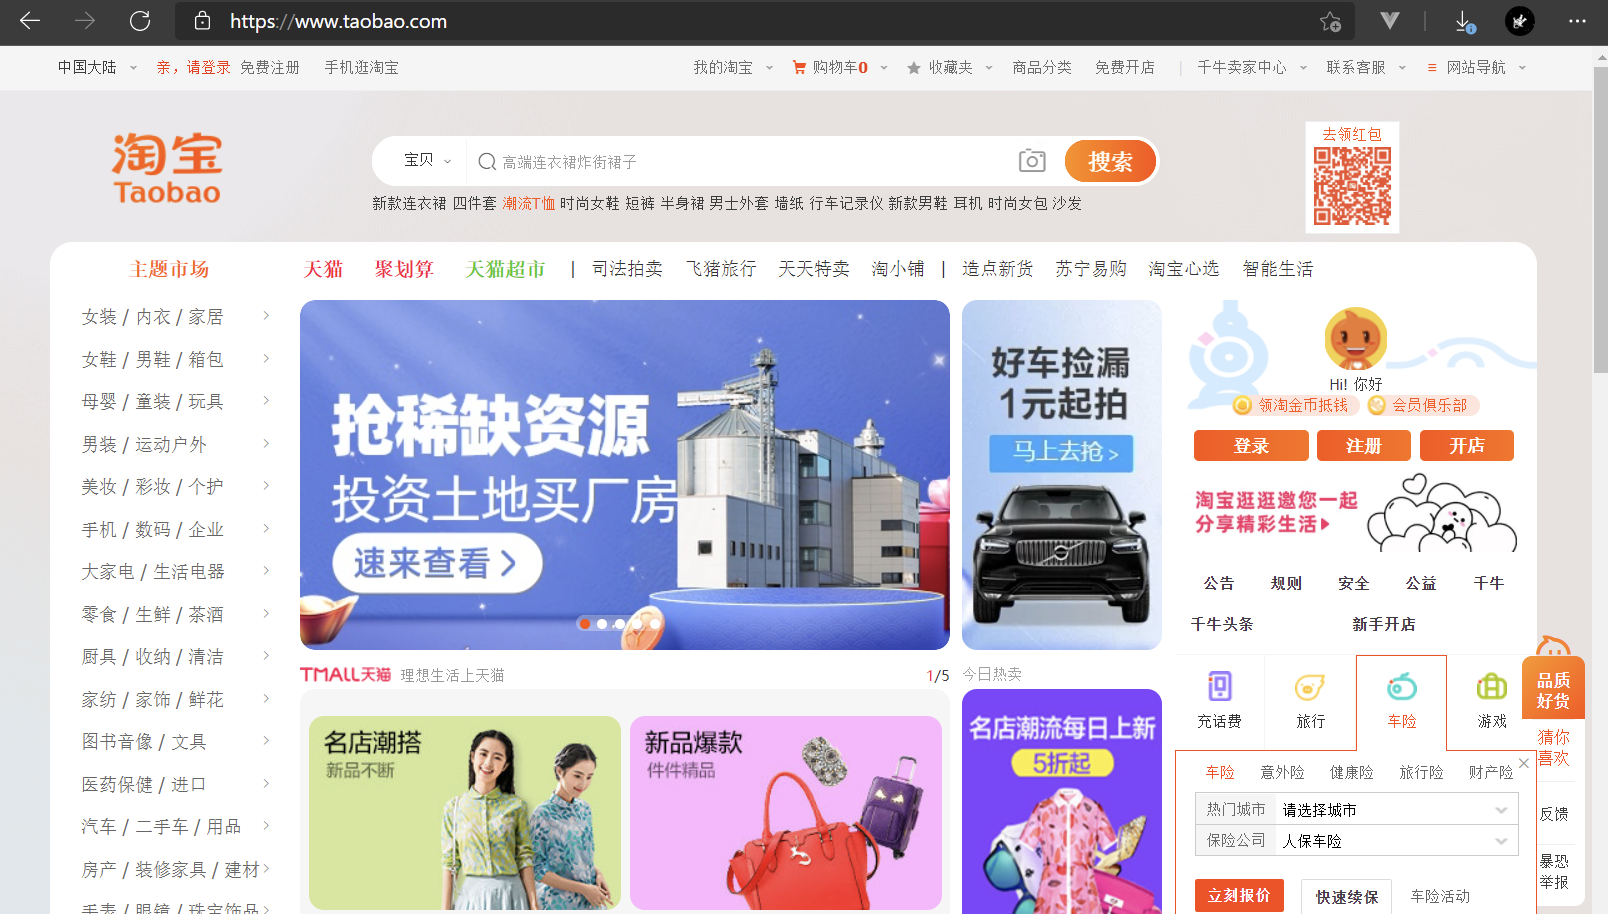 https://www.taobao.com
中国大陆 亲，请登录 免费注册 手机逛淘宝 我的淘宝 购物车0 收藏夹 商品分类 免费开店 千牛卖家中心 联系客服 网站导航
淘宝
Taobao
宝贝 高端连衣裙炸街裙子 搜索
新款连衣裙 四件套 潮流T恤 时尚女鞋 短裤 半身裙 男士外套 墙纸 行车记录仪 新款男鞋 耳机 时尚女包 沙发
去领红包
主题市场 天猫 聚划算 天猫超市 | 司法拍卖 飞猪旅行 天天特卖 淘小铺 | 造点新货 苏宁易购 淘宝心选 智能生活
女装 / 内衣 / 家居
女鞋 / 男鞋 / 箱包
母婴 / 童装 / 玩具
男装 / 运动户外
美妆 / 彩妆 / 个护
手机 / 数码 / 企业
大家电 / 生活电器
零食 / 生鲜 / 茶酒
厨具 / 收纳 / 清洁
家纺 / 家饰 / 鲜花
图书音像 / 文具
医药保健 / 进口
汽车 / 二手车 / 用品
房产 / 装修家具 / 建材
手表 / 眼镜 / 珠宝饰品
抢稀缺资源
投资土地买厂房
速来查看 >
好车捡漏
1元起拍
马上去抢 >
TMALL天猫 理想生活上天猫 1/5
今日热卖
名店潮搭
新品不断
新品爆款
件件精品
名店潮流每日上新
5折起
Hi! 你好
领淘金币抵钱 会员俱乐部
登录 注册 开店
淘宝逛逛邀您一起
分享精彩生活
公告 规则 安全 公益 千牛
千牛头条 新手开店
充话费 旅行 车险 游戏
车险 意外险 健康险 旅行险 财产险
热门城市 请选择城市
保险公司 人保车险
立刻报价 快速续保 车险活动
品质
好货
猜你
喜欢
反馈
暴恐
举报